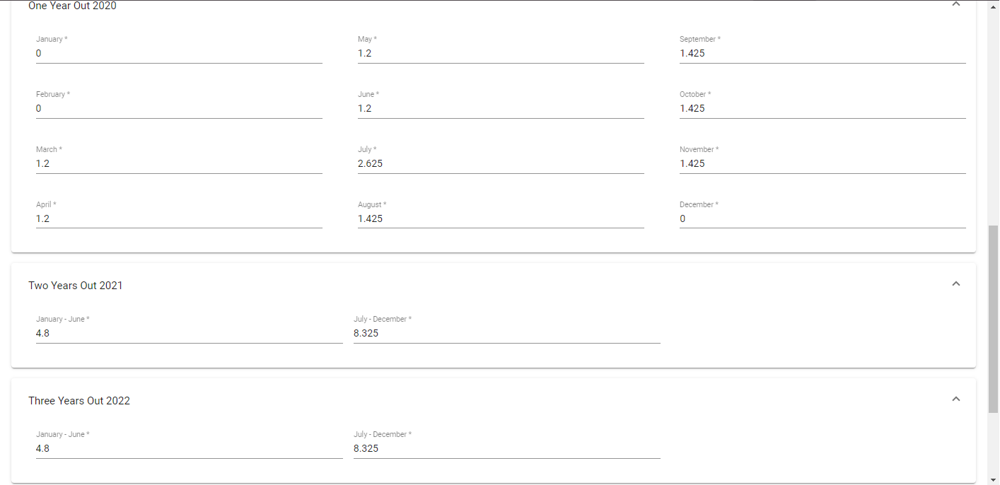 One Year Out 2020
January *
0
May *
1.2
September *
1.425
February *
0
June *
1.2
October *
1.425
March *
1.2
July *
2.625
November *
1.425
April *
1.2
August *
1.425
December *
0
Two Years Out 2021
January - June *
4.8
July - December *
8.325
Three Years Out 2022
January - June *
4.8
July - December *
8.325